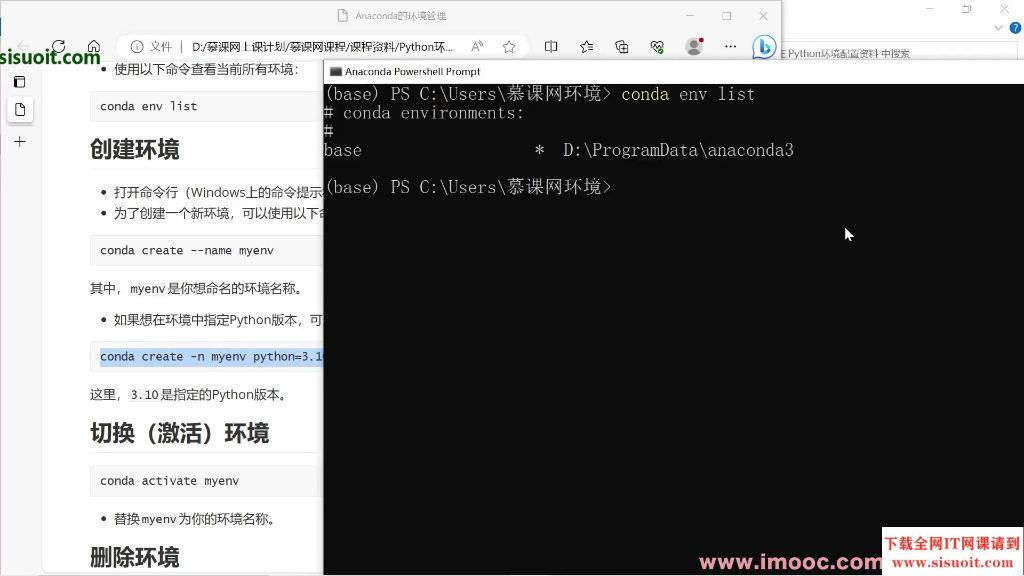 Anaconda的环境管理
文件
D:/慕课网上课计划/慕课网课程/课程资料/Python环...
Python环境配置资料 中搜索
sisuoit.com
使用以下命令查看当前所有环境：
conda env list
创建环境
打开命令行（Windows上的命令提示
为了创建一个新环境，可以使用以下命
conda create --name myenv
其中，myenv是你想命名的环境名称。
如果想在环境中指定Python版本，可
conda create -n myenv python=3.10
这里，3.10是指定的Python版本。
切换（激活）环境
conda activate myenv
替换myenv为你的环境名称。
删除环境
Anaconda Powershell Prompt
(base) PS C:\Users\慕课网环境> conda env list
# conda environments:
#
base * D:\ProgramData\anaconda3
(base) PS C:\Users\慕课网环境>
www.imooc.com
下载全网IT网课请到
www.sisuoit.com